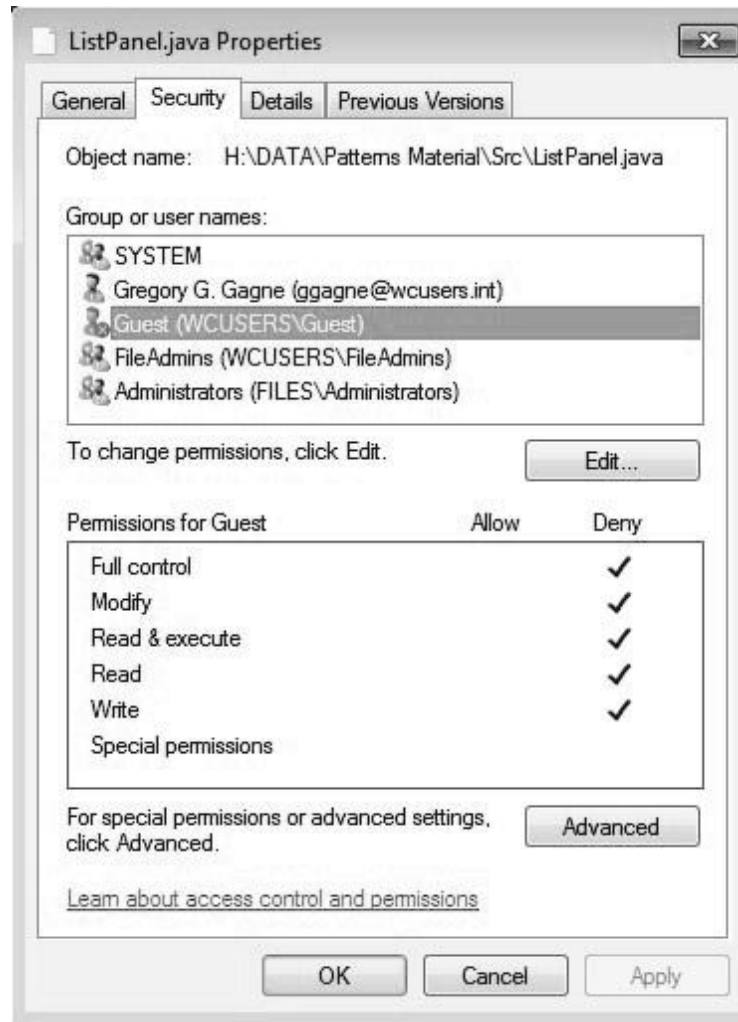 ListPanel.java Properties
General Security Details Previous Versions
Object name: H:\DATA\Patterns Material\Src\ListPanel.java
Group or user names:
SYSTEM
Gregory G. Gagne (ggagne@wcusers.int)
Guest (WCUSERS\Guest)
FileAdmins (WCUSERS\FileAdmins)
Administrators (FILES\Administrators)
To change permissions, click Edit.
Edit...
Permissions for Guest Allow Deny
Full control
Modify
Read & execute
Read
Write
Special permissions
For special permissions or advanced settings,
click Advanced.
Advanced
Learn about access control and permissions
OK Cancel Apply